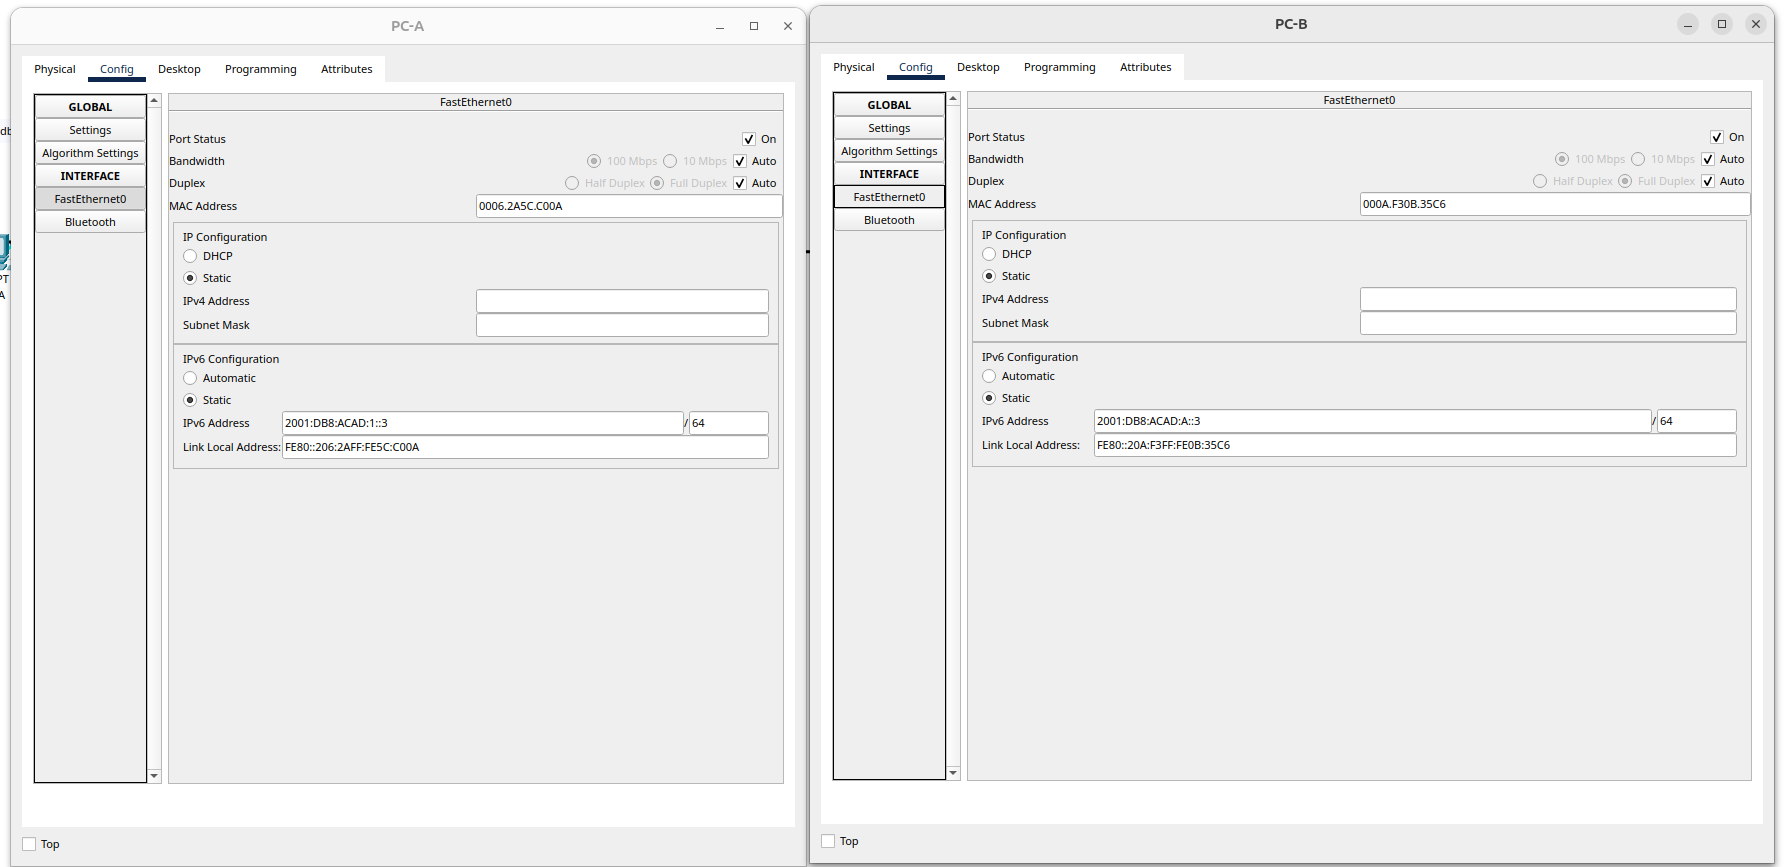 PC-A
Physical Config Desktop Programming Attributes
GLOBAL
Settings
Algorithm Settings
INTERFACE
FastEthernet0
Bluetooth
FastEthernet0
Port Status On
Bandwidth 100 Mbps 10 Mbps Auto
Duplex Half Duplex Full Duplex Auto
MAC Address 0006.2A5C.C00A
IP Configuration
DHCP
Static
IPv4 Address
Subnet Mask
IPv6 Configuration
Automatic
Static
IPv6 Address 2001:DB8:ACAD:1::3 / 64
Link Local Address: FE80::206:2AFF:FE5C:C00A
Top
PC-B
Physical Config Desktop Programming Attributes
GLOBAL
Settings
Algorithm Settings
INTERFACE
FastEthernet0
Bluetooth
FastEthernet0
Port Status On
Bandwidth 100 Mbps 10 Mbps Auto
Duplex Half Duplex Full Duplex Auto
MAC Address 000A.F30B.35C6
IP Configuration
DHCP
Static
IPv4 Address
Subnet Mask
IPv6 Configuration
Automatic
Static
IPv6 Address 2001:DB8:ACAD:A::3 / 64
Link Local Address: FE80::20A:F3FF:FE0B:35C6
Top